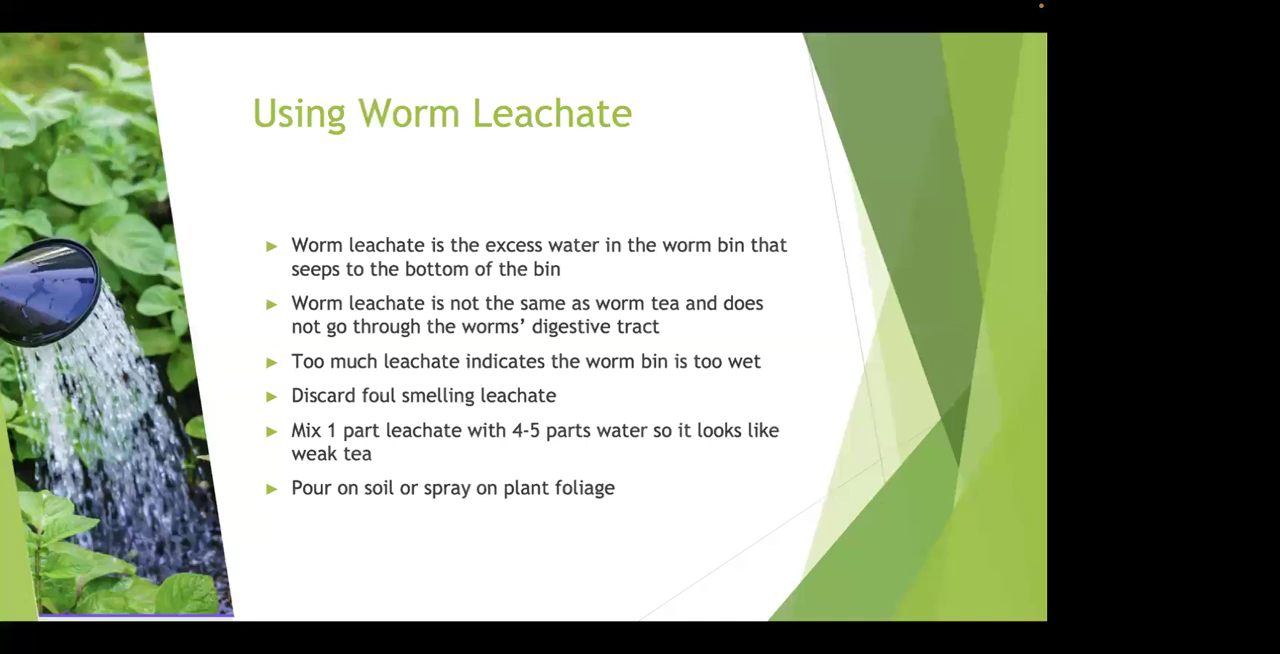 Using Worm Leachate
Worm leachate is the excess water in the worm bin that
seeps to the bottom of the bin
Worm leachate is not the same as worm tea and does
not go through the worms’ digestive tract
Too much leachate indicates the worm bin is too wet
Discard foul smelling leachate
Mix 1 part leachate with 4-5 parts water so it looks like
weak tea
Pour on soil or spray on plant foliage